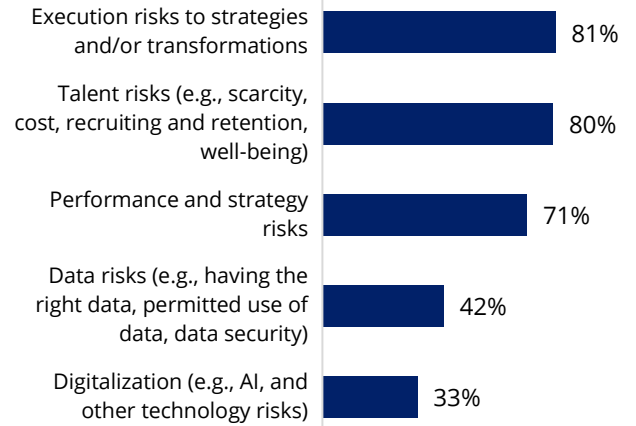 Execution risks to strategies
and/or transformations
81%
Talent risks (e.g., scarcity,
cost, recruiting and retention,
well-being)
80%
Performance and strategy
risks
71%
Data risks (e.g., having the
right data, permitted use of
data, data security)
42%
Digitalization (e.g., AI, and
other technology risks)
33%